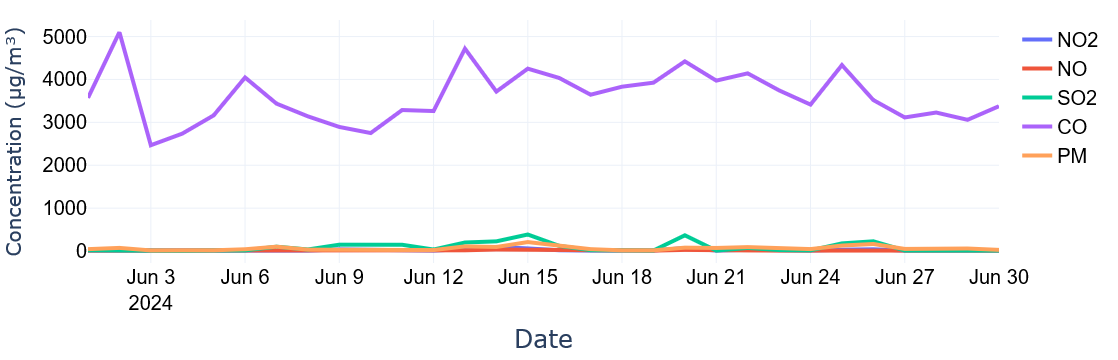 Concentration (µg/m³)
5000
4000
3000
2000
1000
0
Jun 3
2024
Jun 6
Jun 9
Jun 12
Jun 15
Jun 18
Jun 21
Jun 24
Jun 27
Jun 30
Date
NO2
NO
SO2
CO
PM